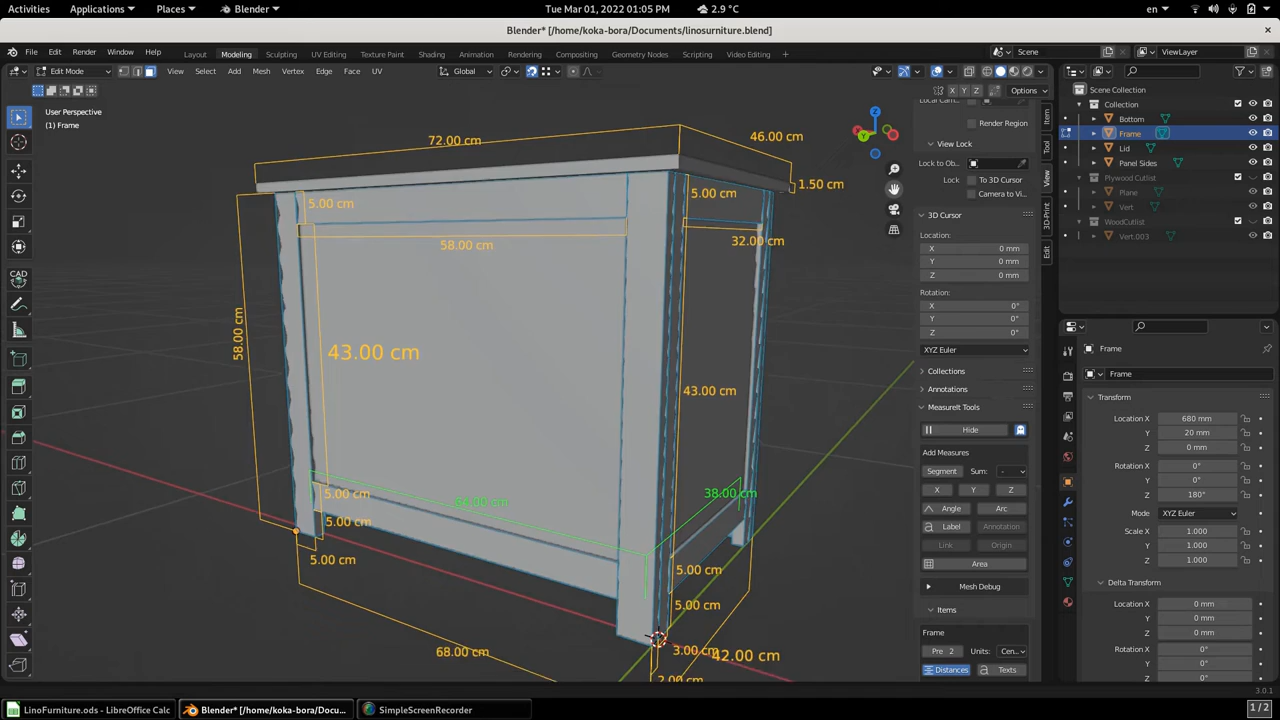 Activities Applications Places Blender Tue Mar 01, 2022 01:05 PM 2.9 °C en
Blender* [/home/koka-bora/Documents/linosurniture.blend]
File Edit Render Window Help Layout Modeling Sculpting UV Editing Texture Paint Shading Animation Rendering Compositing Geometry Nodes Scripting Video Editing + Scene ViewLayer
Edit Mode View Select Add Mesh Vertex Edge Face UV Global
X Y Z Options
User Perspective
(1) Frame
Render Region
View Lock
Lock to Ob...
Lock To 3D Cursor
Camera to Vi...
3D Cursor
Location:
X 0 mm
Y 0 mm
Z 0 mm
Rotation:
X 0°
Y 0°
Z 0°
XYZ Euler
Collections
Annotations
MeasureIt Tools
Hide
Add Measures
Segment Sum: -
X Y Z
Angle Arc
Label Annotation
Link Origin
Area
Mesh Debug
Items
Frame
Pre 2 Units: Cen...
Distances Texts
Item
Tool
View
3D-Print
Edit
CAD
Z
Y
72.00 cm
46.00 cm
1.50 cm
5.00 cm
5.00 cm
58.00 cm
32.00 cm
58.00 cm
43.00 cm
43.00 cm
5.00 cm
38.00 cm
5.00 cm
5.00 cm
5.00 cm
5.00 cm
68.00 cm
3.00 cm
42.00 cm
2.00 cm
Scene Collection
Collection
Bottom
Frame
Lid
Panel Sides
Plywood Cutlist
Plane
Vert
WoodCutlist
Vert.003
Frame
Frame
Transform
Location X 680 mm
Y 20 mm
Z 0 mm
Rotation X 0°
Y 0°
Z 180°
Mode XYZ Euler
Scale X 1.000
Y 1.000
Z 1.000
Delta Transform
Location X 0 mm
Y 0 mm
Z 0 mm
Rotation X 0°
Y 0°
Z 0°
3.0.1
LinoFurniture.ods - LibreOffice Calc Blender* [/home/koka-bora/Docu... SimpleScreenRecorder 1/2